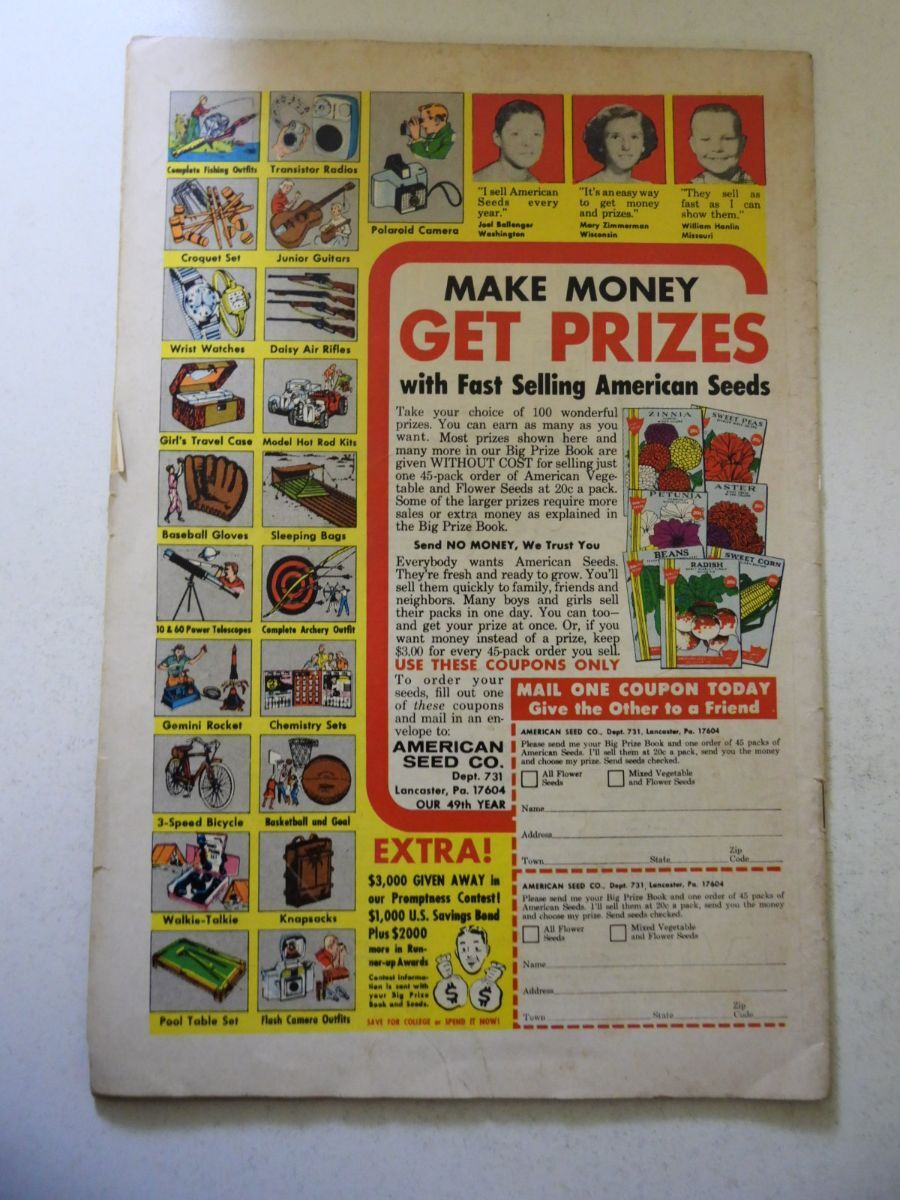 Complete Fishing Outfits
Transistor Radios
Croquet Set
Junior Guitars
Polaroid Camera
"I sell American
Seeds every
year."
Joel Ballenger
Washington
"It's an easy way
to get money
and prizes."
Mary Zimmerman
Wisconsin
"They sell as
fast as I can
show them."
William Hanlin
Missouri
Wrist Watches
Daisy Air Rifles
Girl's Travel Case
Model Hot Rod Kits
Baseball Gloves
Sleeping Bags
10 & 60 Power Telescopes
Complete Archery Outfit
Gemini Rocket
Chemistry Sets
3-Speed Bicycle
Basketball and Goal
Walkie-Talkie
Knapsacks
Pool Table Set
Flash Camera Outfits
MAKE MONEY
GET PRIZES
with Fast Selling American Seeds
Take your choice of 100 wonderful
prizes. You can earn as many as you
want. Most prizes shown here and
many more in our Big Prize Book are
given WITHOUT COST for selling just
one 45-pack order of American Vege-
table and Flower Seeds at 20c a pack.
Some of the larger prizes require more
sales or extra money as explained in
the Big Prize Book.
Send NO MONEY, We Trust You
Everybody wants American Seeds.
They're fresh and ready to grow. You'll
sell them quickly to family, friends and
neighbors. Many boys and girls sell
their packs in one day. You can too—
and get your prize at once. Or, if you
want money instead of a prize, keep
$3.00 for every 45-pack order you sell.
USE THESE COUPONS ONLY
To order your
seeds, fill out one
of these coupons
and mail in an en-
velope to:
AMERICAN
SEED CO.
Dept. 731
Lancaster, Pa. 17604
OUR 49th YEAR
ZINNIA
SWEET PEAS
PETUNIA
ASTER
BEANS
RADISH
SWEET CORN
MAIL ONE COUPON TODAY
Give the Other to a Friend
AMERICAN SEED CO., Dept. 731, Lancaster, Pa. 17604
Please send me your Big Prize Book and one order of 45 packs of
American Seeds. I'll sell them at 20c a pack, send you the money
and choose my prize. Send seeds checked.
All Flower
Seeds
Mixed Vegetable
and Flower Seeds
Name
Address
Town State Zip Code
AMERICAN SEED CO., Dept. 731, Lancaster, Pa. 17604
Please send me your Big Prize Book and one order of 45 packs of
American Seeds. I'll sell them at 20c a pack, send you the money
and choose my prize. Send seeds checked.
All Flower
Seeds
Mixed Vegetable
and Flower Seeds
Name
Address
Town State Zip Code
EXTRA!
$3,000 GIVEN AWAY in
our Promptness Contest!
$1,000 U.S. Savings Bond
Plus $2000
more in Run-
ner-up Awards
Contest informa-
tion is sent with
your Big Prize
Book and Seeds.
$ $
SAVE FOR COLLEGE or SPEND IT NOW!